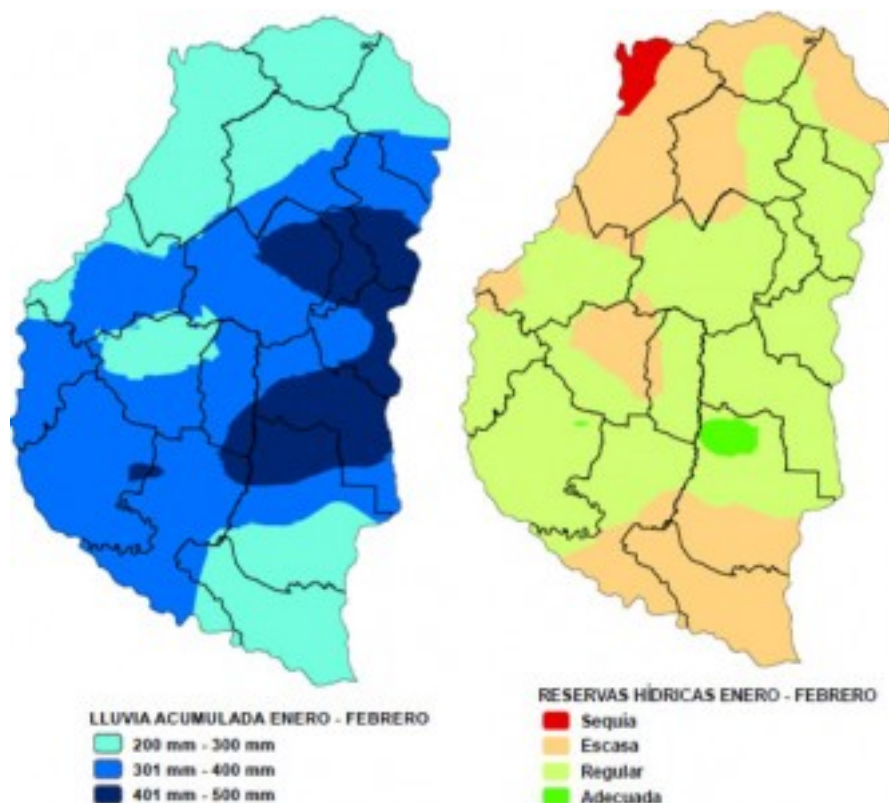 LLUVIA ACUMULADA ENERO - FEBRERO
200 mm - 300 mm
301 mm - 400 mm
401 mm - 500 mm
RESERVAS HÍDRICAS ENERO - FEBRERO
Sequía
Escasa
Regular
Adecuada